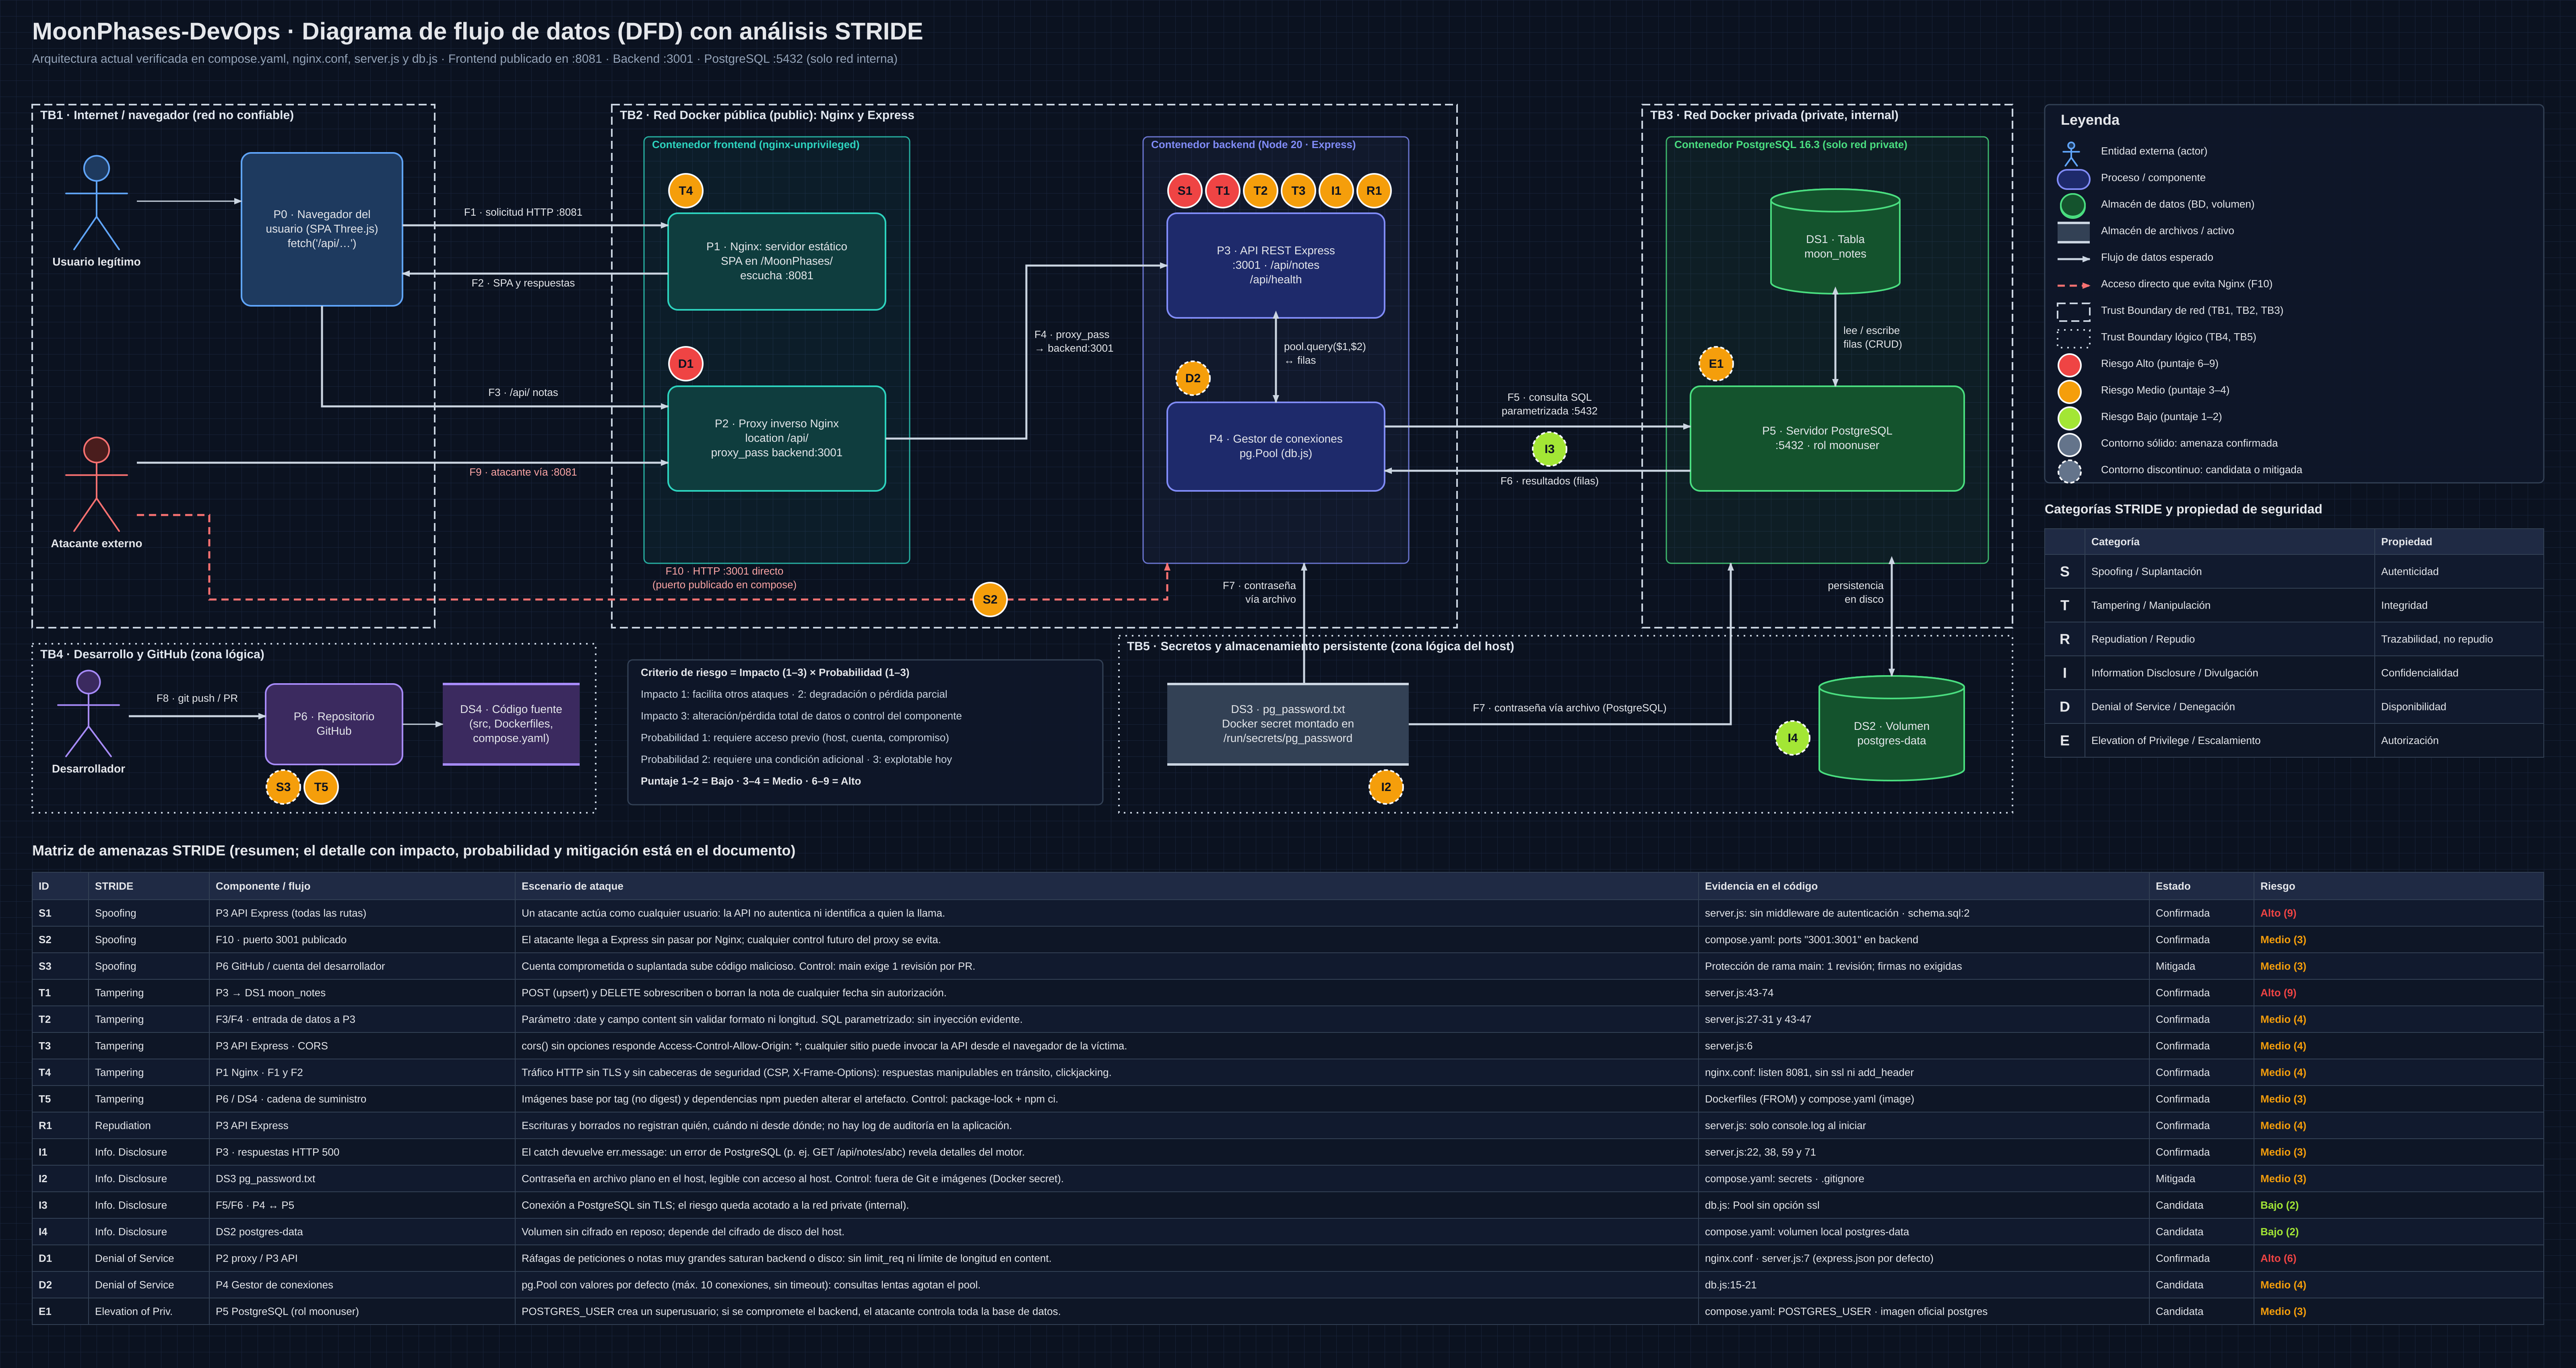 MoonPhases-DevOps · Diagrama de flujo de datos (DFD) con análisis STRIDE
Arquitectura actual verificada en compose.yaml, nginx.conf, server.js y db.js · Frontend publicado en :8081 · Backend :3001 · PostgreSQL :5432 (solo red interna)
TB1 · Internet / navegador (red no confiable)
Usuario legítimo
P0 · Navegador del
usuario (SPA Three.js)
fetch('/api/…')
Atacante externo
F1 · solicitud HTTP :8081
F2 · SPA y respuestas
F3 · /api/ notas
F9 · atacante vía :8081
TB2 · Red Docker pública (public): Nginx y Express
Contenedor frontend (nginx-unprivileged)
T4
P1 · Nginx: servidor estático
SPA en /MoonPhases/
escucha :8081
D1
P2 · Proxy inverso Nginx
location /api/
proxy_pass backend:3001
F10 · HTTP :3001 directo
(puerto publicado en compose)
S2
F4 · proxy_pass
→ backend:3001
Contenedor backend (Node 20 · Express)
S1 T1 T2 T3 I1 R1
P3 · API REST Express
:3001 · /api/notes
/api/health
pool.query($1,$2)
↔ filas
D2
P4 · Gestor de conexiones
pg.Pool (db.js)
F7 · contraseña
vía archivo
F5 · consulta SQL
parametrizada :5432
I3
F6 · resultados (filas)
TB3 · Red Docker privada (private, internal)
Contenedor PostgreSQL 16.3 (solo red private)
DS1 · Tabla
moon_notes
lee / escribe
filas (CRUD)
E1
P5 · Servidor PostgreSQL
:5432 · rol moonuser
persistencia
en disco
Leyenda
Entidad externa (actor)
Proceso / componente
Almacén de datos (BD, volumen)
Almacén de archivos / activo
Flujo de datos esperado
Acceso directo que evita Nginx (F10)
Trust Boundary de red (TB1, TB2, TB3)
Trust Boundary lógico (TB4, TB5)
Riesgo Alto (puntaje 6–9)
Riesgo Medio (puntaje 3–4)
Riesgo Bajo (puntaje 1–2)
Contorno sólido: amenaza confirmada
Contorno discontinuo: candidata o mitigada
Categorías STRIDE y propiedad de seguridad
Categoría Propiedad
S Spoofing / Suplantación Autenticidad
T Tampering / Manipulación Integridad
R Repudiation / Repudio Trazabilidad, no repudio
I Information Disclosure / Divulgación Confidencialidad
D Denial of Service / Denegación Disponibilidad
E Elevation of Privilege / Escalamiento Autorización
TB4 · Desarrollo y GitHub (zona lógica)
Desarrollador
F8 · git push / PR
P6 · Repositorio
GitHub
S3 T5
DS4 · Código fuente
(src, Dockerfiles,
compose.yaml)
Criterio de riesgo = Impacto (1–3) × Probabilidad (1–3)
Impacto 1: facilita otros ataques · 2: degradación o pérdida parcial
Impacto 3: alteración/pérdida total de datos o control del componente
Probabilidad 1: requiere acceso previo (host, cuenta, compromiso)
Probabilidad 2: requiere una condición adicional · 3: explotable hoy
Puntaje 1–2 = Bajo · 3–4 = Medio · 6–9 = Alto
TB5 · Secretos y almacenamiento persistente (zona lógica del host)
DS3 · pg_password.txt
Docker secret montado en
/run/secrets/pg_password
I2
F7 · contraseña vía archivo (PostgreSQL)
I4
DS2 · Volumen
postgres-data
Matriz de amenazas STRIDE (resumen; el detalle con impacto, probabilidad y mitigación está en el documento)
ID STRIDE Componente / flujo Escenario de ataque Evidencia en el código Estado Riesgo
S1 Spoofing P3 API Express (todas las rutas) Un atacante actúa como cualquier usuario: la API no autentica ni identifica a quien la llama. server.js: sin middleware de autenticación · schema.sql:2 Confirmada Alto (9)
S2 Spoofing F10 · puerto 3001 publicado El atacante llega a Express sin pasar por Nginx; cualquier control futuro del proxy se evita. compose.yaml: ports "3001:3001" en backend Confirmada Medio (3)
S3 Spoofing P6 GitHub / cuenta del desarrollador Cuenta comprometida o suplantada sube código malicioso. Control: main exige 1 revisión por PR. Protección de rama main: 1 revisión; firmas no exigidas Mitigada Medio (3)
T1 Tampering P3 → DS1 moon_notes POST (upsert) y DELETE sobrescriben o borran la nota de cualquier fecha sin autorización. server.js:43-74 Confirmada Alto (9)
T2 Tampering F3/F4 · entrada de datos a P3 Parámetro :date y campo content sin validar formato ni longitud. SQL parametrizado: sin inyección evidente. server.js:27-31 y 43-47 Confirmada Medio (4)
T3 Tampering P3 API Express · CORS cors() sin opciones responde Access-Control-Allow-Origin: *; cualquier sitio puede invocar la API desde el navegador de la víctima. server.js:6 Confirmada Medio (4)
T4 Tampering P1 Nginx · F1 y F2 Tráfico HTTP sin TLS y sin cabeceras de seguridad (CSP, X-Frame-Options): respuestas manipulables en tránsito, clickjacking. nginx.conf: listen 8081, sin ssl ni add_header Confirmada Medio (4)
T5 Tampering P6 / DS4 · cadena de suministro Imágenes base por tag (no digest) y dependencias npm pueden alterar el artefacto. Control: package-lock + npm ci. Dockerfiles (FROM) y compose.yaml (image) Confirmada Medio (3)
R1 Repudiation P3 API Express Escrituras y borrados no registran quién, cuándo ni desde dónde; no hay log de auditoría en la aplicación. server.js: solo console.log al iniciar Confirmada Medio (4)
I1 Info. Disclosure P3 · respuestas HTTP 500 El catch devuelve err.message: un error de PostgreSQL (p. ej. GET /api/notes/abc) revela detalles del motor. server.js:22, 38, 59 y 71 Confirmada Medio (3)
I2 Info. Disclosure DS3 pg_password.txt Contraseña en archivo plano en el host, legible con acceso al host. Control: fuera de Git e imágenes (Docker secret). compose.yaml: secrets · .gitignore Mitigada Medio (3)
I3 Info. Disclosure F5/F6 · P4 ↔ P5 Conexión a PostgreSQL sin TLS; el riesgo queda acotado a la red private (internal). db.js: Pool sin opción ssl Candidata Bajo (2)
I4 Info. Disclosure DS2 postgres-data Volumen sin cifrado en reposo; depende del cifrado de disco del host. compose.yaml: volumen local postgres-data Candidata Bajo (2)
D1 Denial of Service P2 proxy / P3 API Ráfagas de peticiones o notas muy grandes saturan backend o disco: sin limit_req ni límite de longitud en content. nginx.conf · server.js:7 (express.json por defecto) Confirmada Alto (6)
D2 Denial of Service P4 Gestor de conexiones pg.Pool con valores por defecto (máx. 10 conexiones, sin timeout): consultas lentas agotan el pool. db.js:15-21 Candidata Medio (4)
E1 Elevation of Priv. P5 PostgreSQL (rol moonuser) POSTGRES_USER crea un superusuario; si se compromete el backend, el atacante controla toda la base de datos. compose.yaml: POSTGRES_USER · imagen oficial postgres Candidata Medio (3)